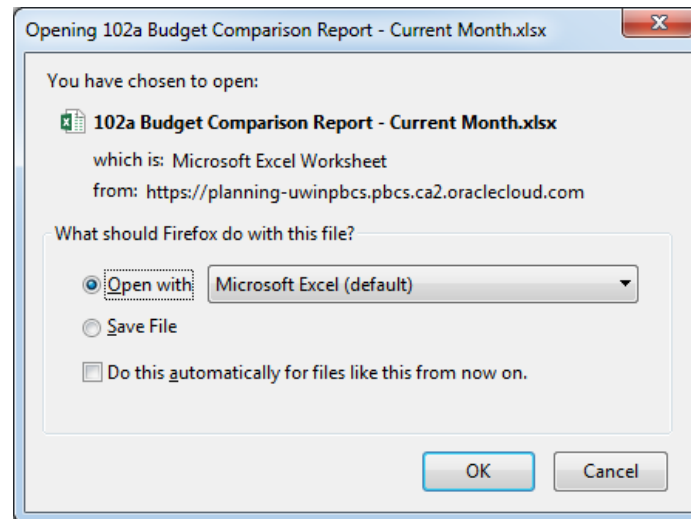 Opening 102a Budget Comparison Report - Current Month.xlsx
You have chosen to open:
102a Budget Comparison Report - Current Month.xlsx
which is: Microsoft Excel Worksheet
from: https://planning-uwinpbcs.pbcs.ca2.oraclecloud.com
What should Firefox do with this file?
Open with Microsoft Excel (default)
Save File
Do this automatically for files like this from now on.
OK Cancel